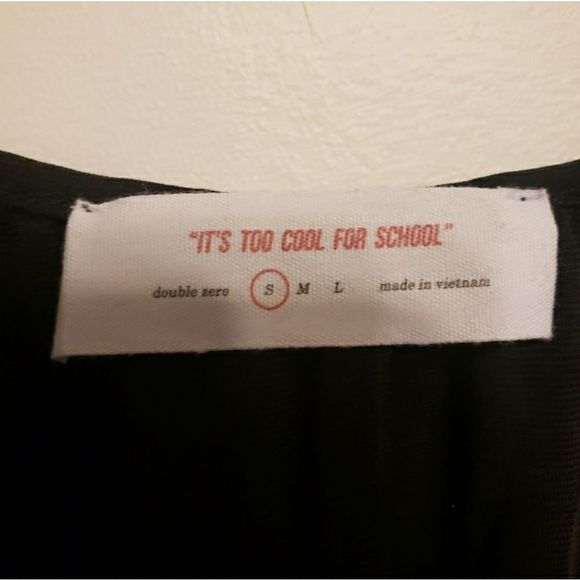 "IT'S TOO COOL FOR SCHOOL"
double zero S M L made in vietnam